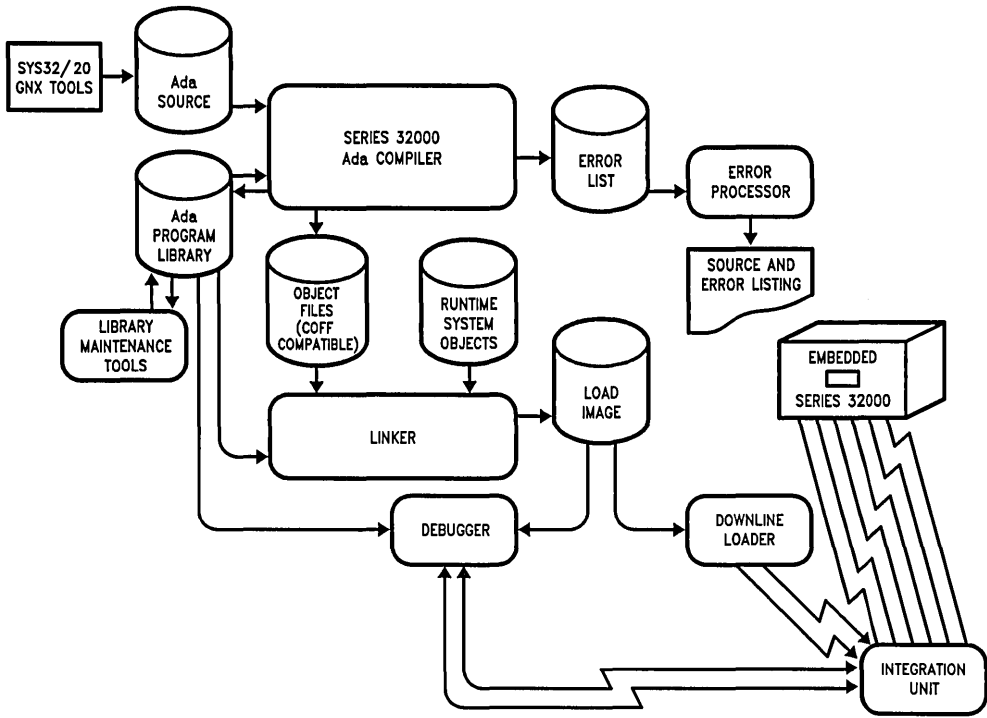 SYS32/20
GNX TOOLS
Ada
SOURCE
SERIES 32000
Ada COMPILER
ERROR
LIST
ERROR
PROCESSOR
Ada
PROGRAM
LIBRARY
SOURCE AND
ERROR LISTING
OBJECT
FILES
(COFF
COMPATIBLE)
RUNTIME
SYSTEM
OBJECTS
LIBRARY
MAINTENANCE
TOOLS
LOAD
IMAGE
EMBEDDED
SERIES 32000
LINKER
DEBUGGER
DOWNLINE
LOADER
INTEGRATION
UNIT